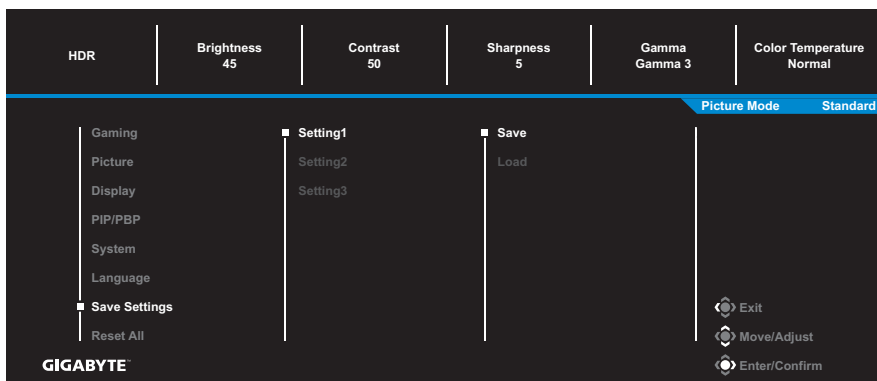 HDR
Brightness
45
Contrast
50
Sharpness
5
Gamma
Gamma 3
Color Temperature
Normal
Picture Mode Standard
Gaming
Picture
Display
PIP/PBP
System
Language
Save Settings
Reset All
Setting1
Setting2
Setting3
Save
Load
Exit
Move/Adjust
Enter/Confirm
GIGABYTE™